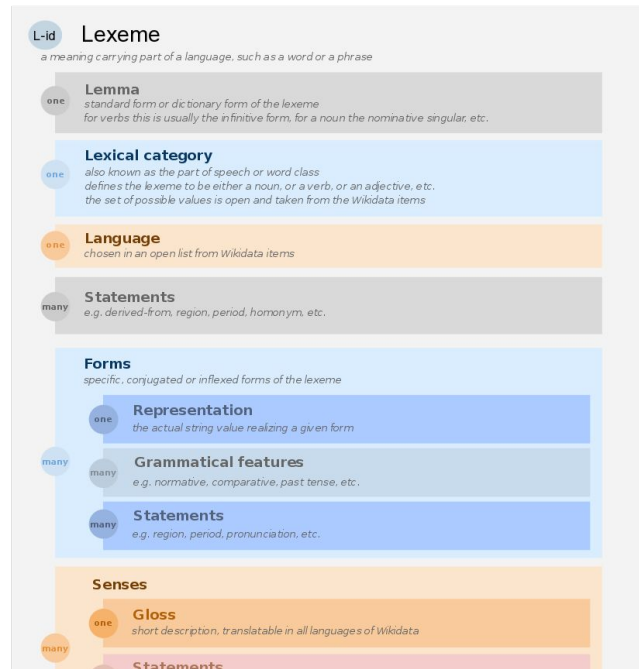 L-id Lexeme
a meaning carrying part of a language, such as a word or a phrase
one Lemma
standard form or dictionary form of the lexeme
for verbs this is usually the infinitive form, for a noun the nominative singular, etc.
Lexical category
one also known as the part of speech or word class
defines the lexeme to be either a noun, or a verb, or an adjective, etc.
the set of possible values is open and taken from the Wikidata items
one Language
chosen in an open list from Wikidata items
many Statements
e.g. derived-from, region, period, homonym, etc.
Forms
specific, conjugated or inflexed forms of the lexeme
many
one Representation
the actual string value realizing a given form
many Grammatical features
e.g. normative, comparative, past tense, etc.
many Statements
e.g. region, period, pronunciation, etc.
Senses
many
one Gloss
short description, translatable in all languages of Wikidata
Statements